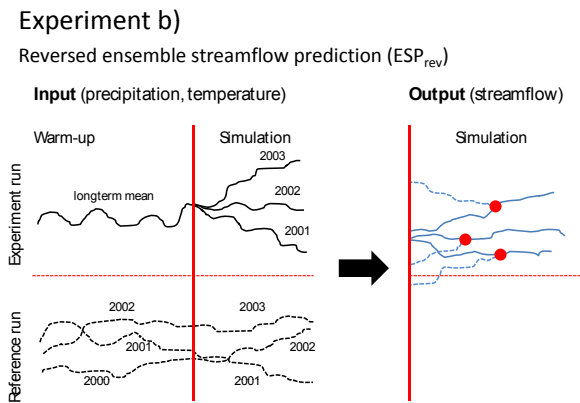 Experiment b)
Reversed ensemble streamflow prediction (ESPrev)
Input (precipitation, temperature)
Output (streamflow)
Warm-up
Simulation
Simulation
Experiment run
longterm mean
2003
2002
2001
Reference run
2002
2003
2001
2002
2000
2001